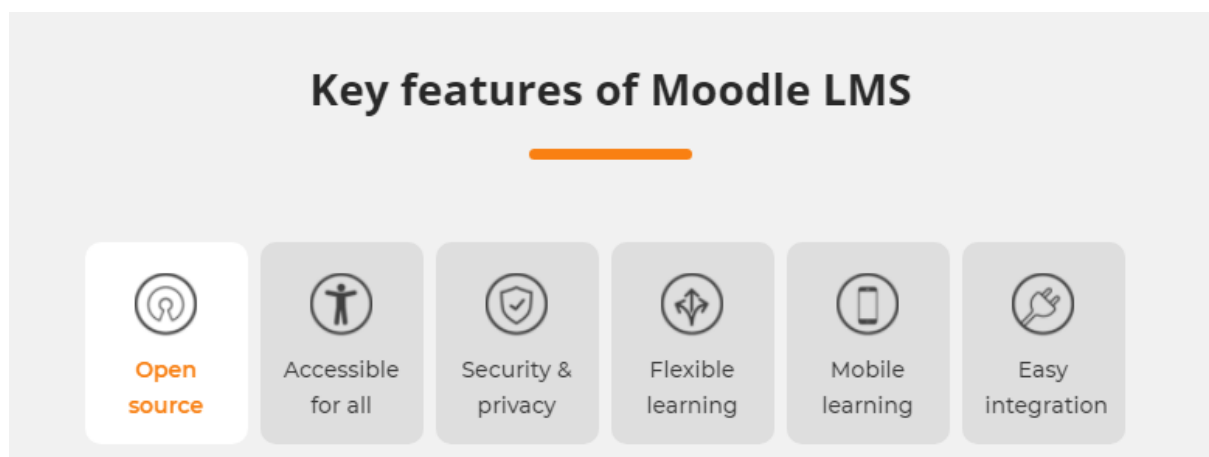 Key features of Moodle LMS
Open
source
Accessible
for all
Security &
privacy
Flexible
learning
Mobile
learning
Easy
integration